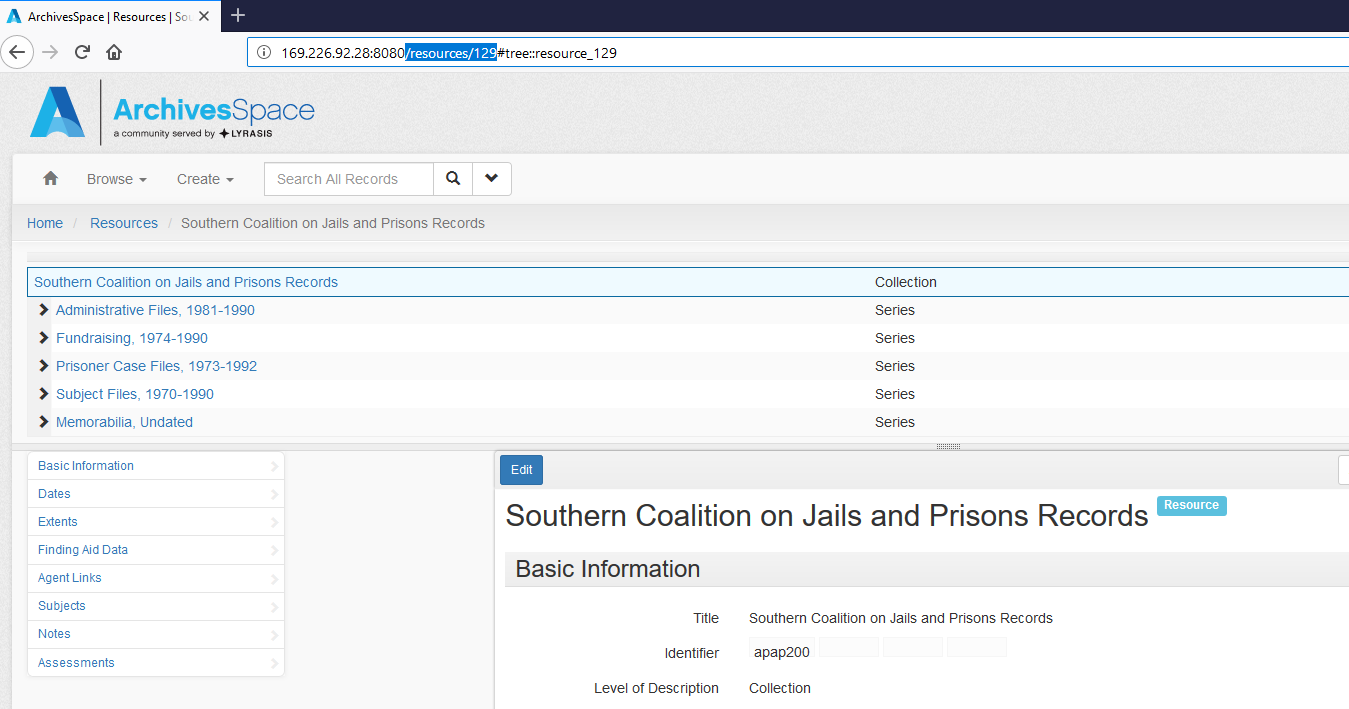 ArchivesSpace | Resources | Sou
169.226.92.28:8080/resources/129#tree::resource_129
ArchivesSpace
a community served by LYRASIS
Browse Create Search All Records
Home / Resources / Southern Coalition on Jails and Prisons Records
Southern Coalition on Jails and Prisons Records Collection
Administrative Files, 1981-1990 Series
Fundraising, 1974-1990 Series
Prisoner Case Files, 1973-1992 Series
Subject Files, 1970-1990 Series
Memorabilia, Undated Series
Basic Information
Dates
Extents
Finding Aid Data
Agent Links
Subjects
Notes
Assessments
Edit
Southern Coalition on Jails and Prisons Records Resource
Basic Information
Title Southern Coalition on Jails and Prisons Records
Identifier apap200
Level of Description Collection